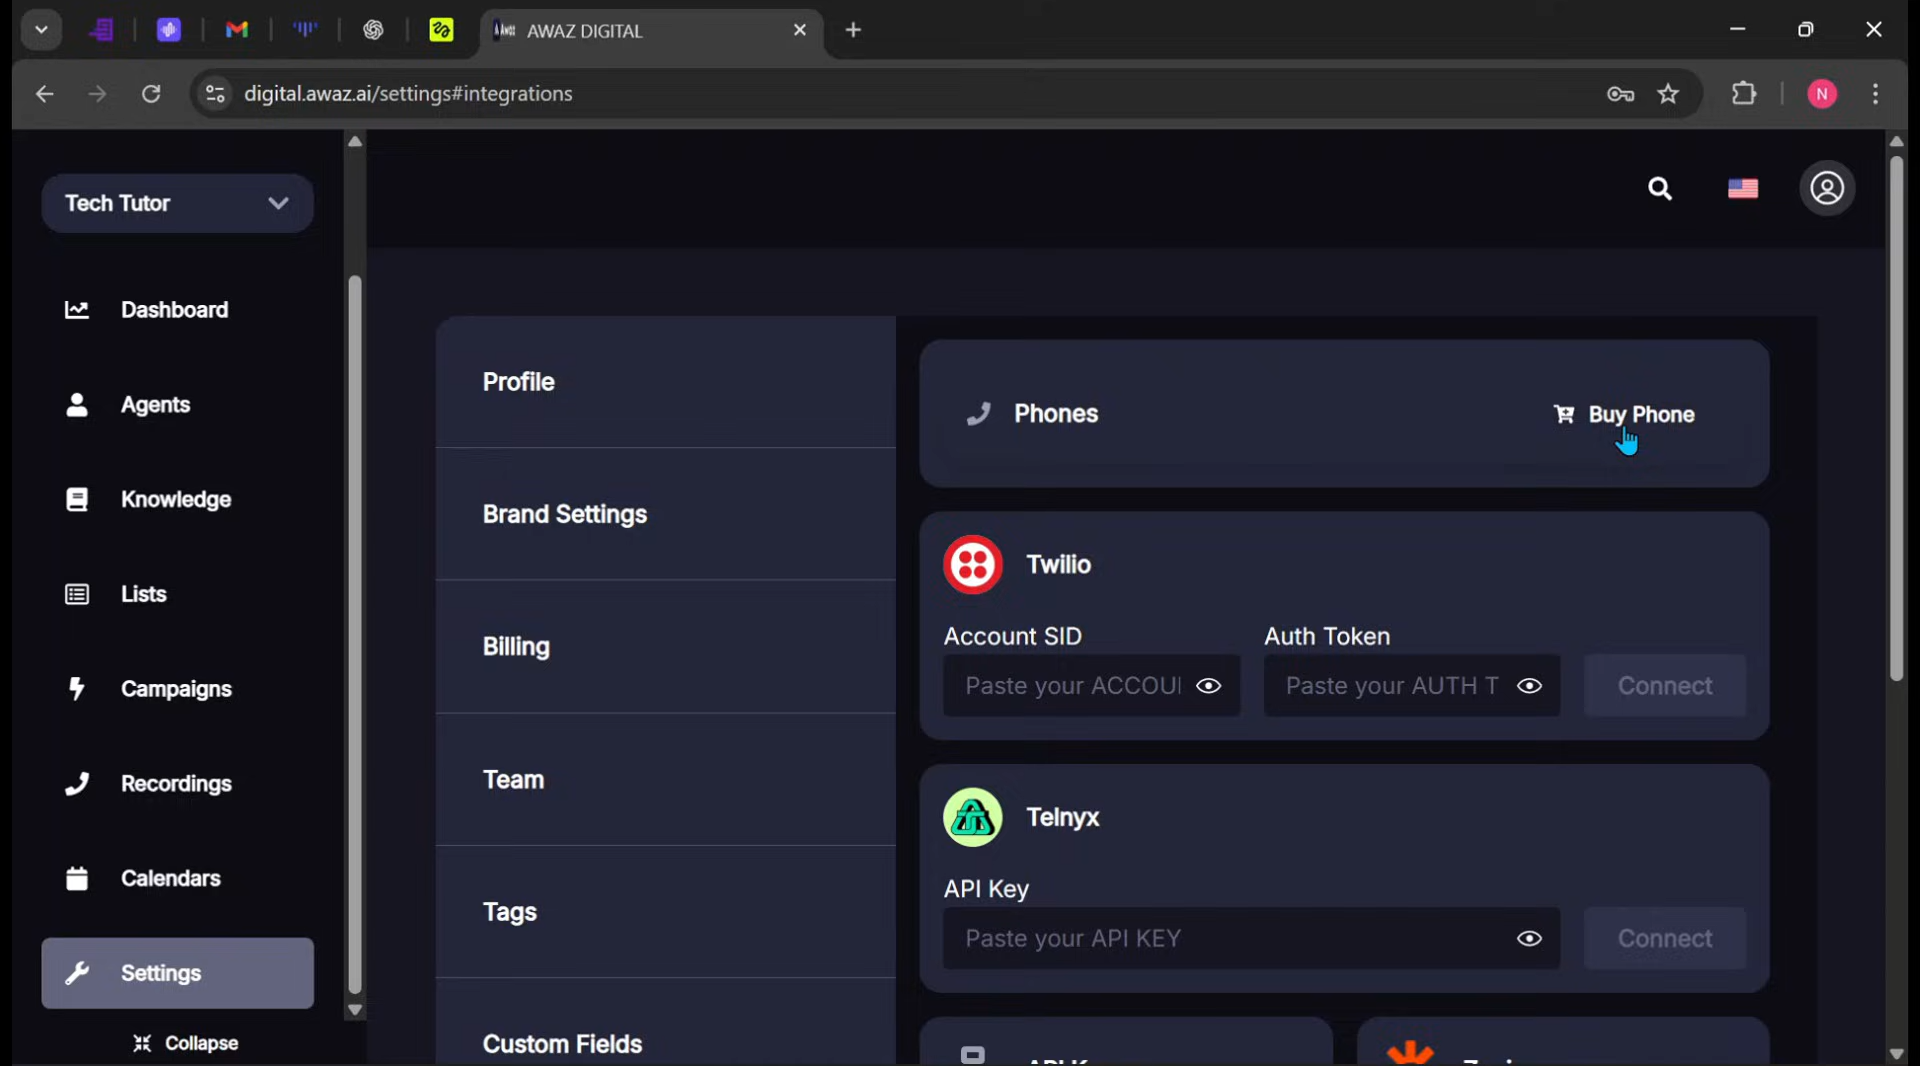 AWAZ DIGITAL
digital.awaz.ai/settings#integrations
N
Tech Tutor
Dashboard
Agents
Knowledge
Lists
Campaigns
Recordings
Calendars
Settings
Collapse
Profile
Brand Settings
Billing
Team
Tags
Custom Fields
Phones
Buy Phone
Twilio
Account SID
Auth Token
Paste your ACCOU
Paste your AUTH T
Connect
Telnyx
API Key
Paste your API KEY
Connect